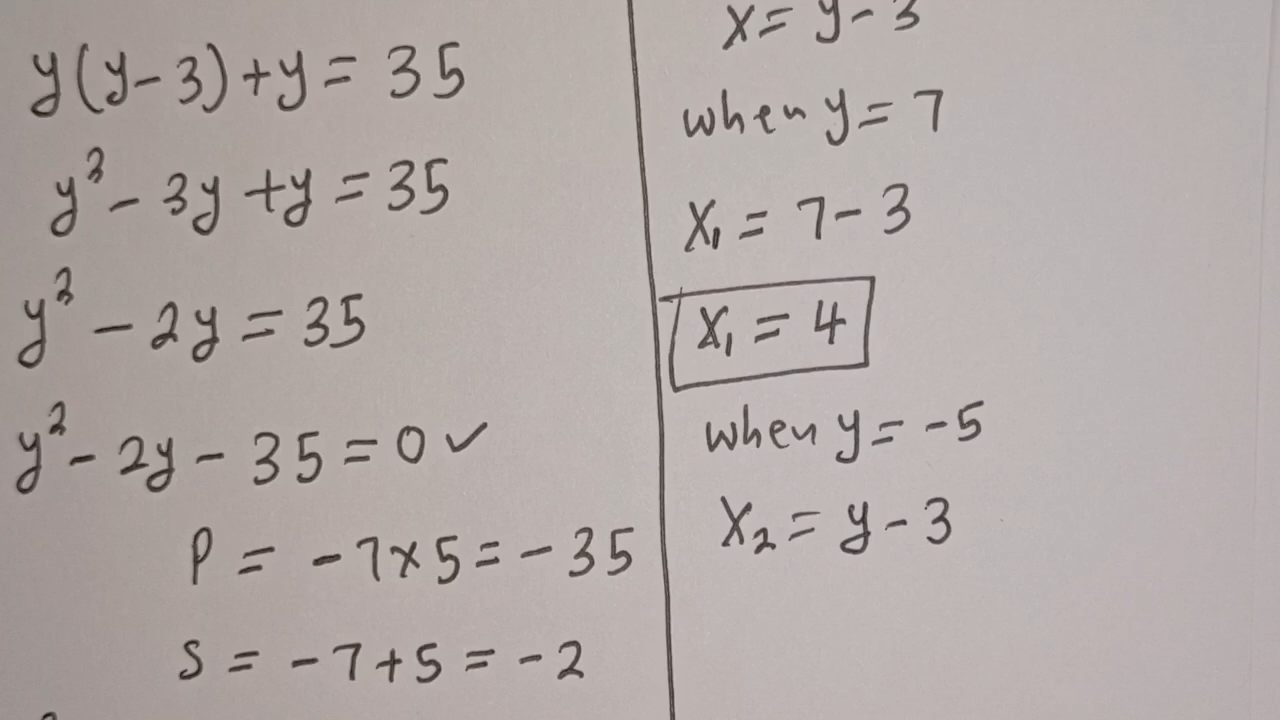 y(y-3)+y = 35
y² - 3y + y = 35
y² - 2y = 35
y² - 2y - 35 = 0 ✓
P = -7×5 = -35
S = -7+5 = -2
x = y - 3
when y = 7
x₁ = 7 - 3
x₁ = 4
when y = -5
x₂ = y - 3